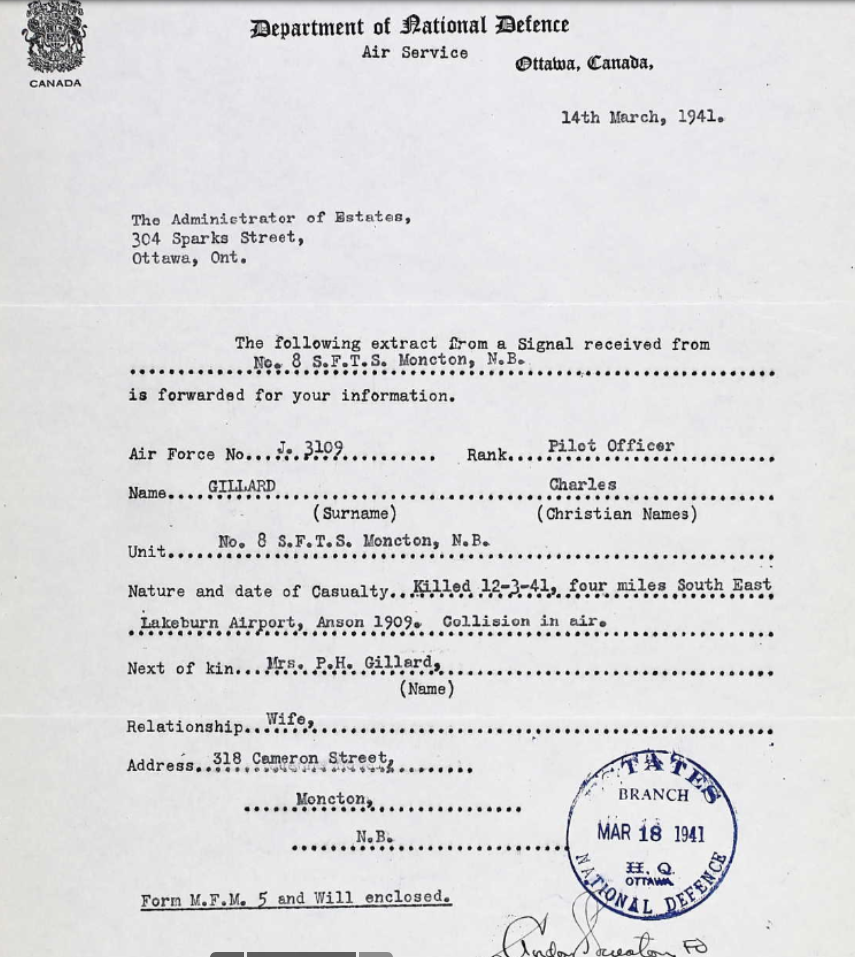 Department of National Defence
Air Service
Ottawa, Canada,
CANADA
14th March, 1941.
The Administrator of Estates,
304 Sparks Street,
Ottawa, Ont.
The following extract from a Signal received from
No. 8 S.F.T.S. Moncton, N.B.
is forwarded for your information.
Air Force No. J. 3109 Rank Pilot Officer
Name GILLARD Charles
(Surname) (Christian Names)
Unit No. 8 S.F.T.S. Moncton, N.B.
Nature and date of Casualty Killed 12-3-41, four miles South East
Lakeburn Airport, Anson 1909. Collision in air.
Next of kin Mrs. P.H. Gillard,
(Name)
Relationship Wife,
Address 318 Cameron Street,
Moncton,
N.B.
ESTATES
BRANCH
MAR 18 1941
H. Q.
OTTAWA
NATIONAL DEFENCE
Form M.F.M. 5 and Will enclosed.